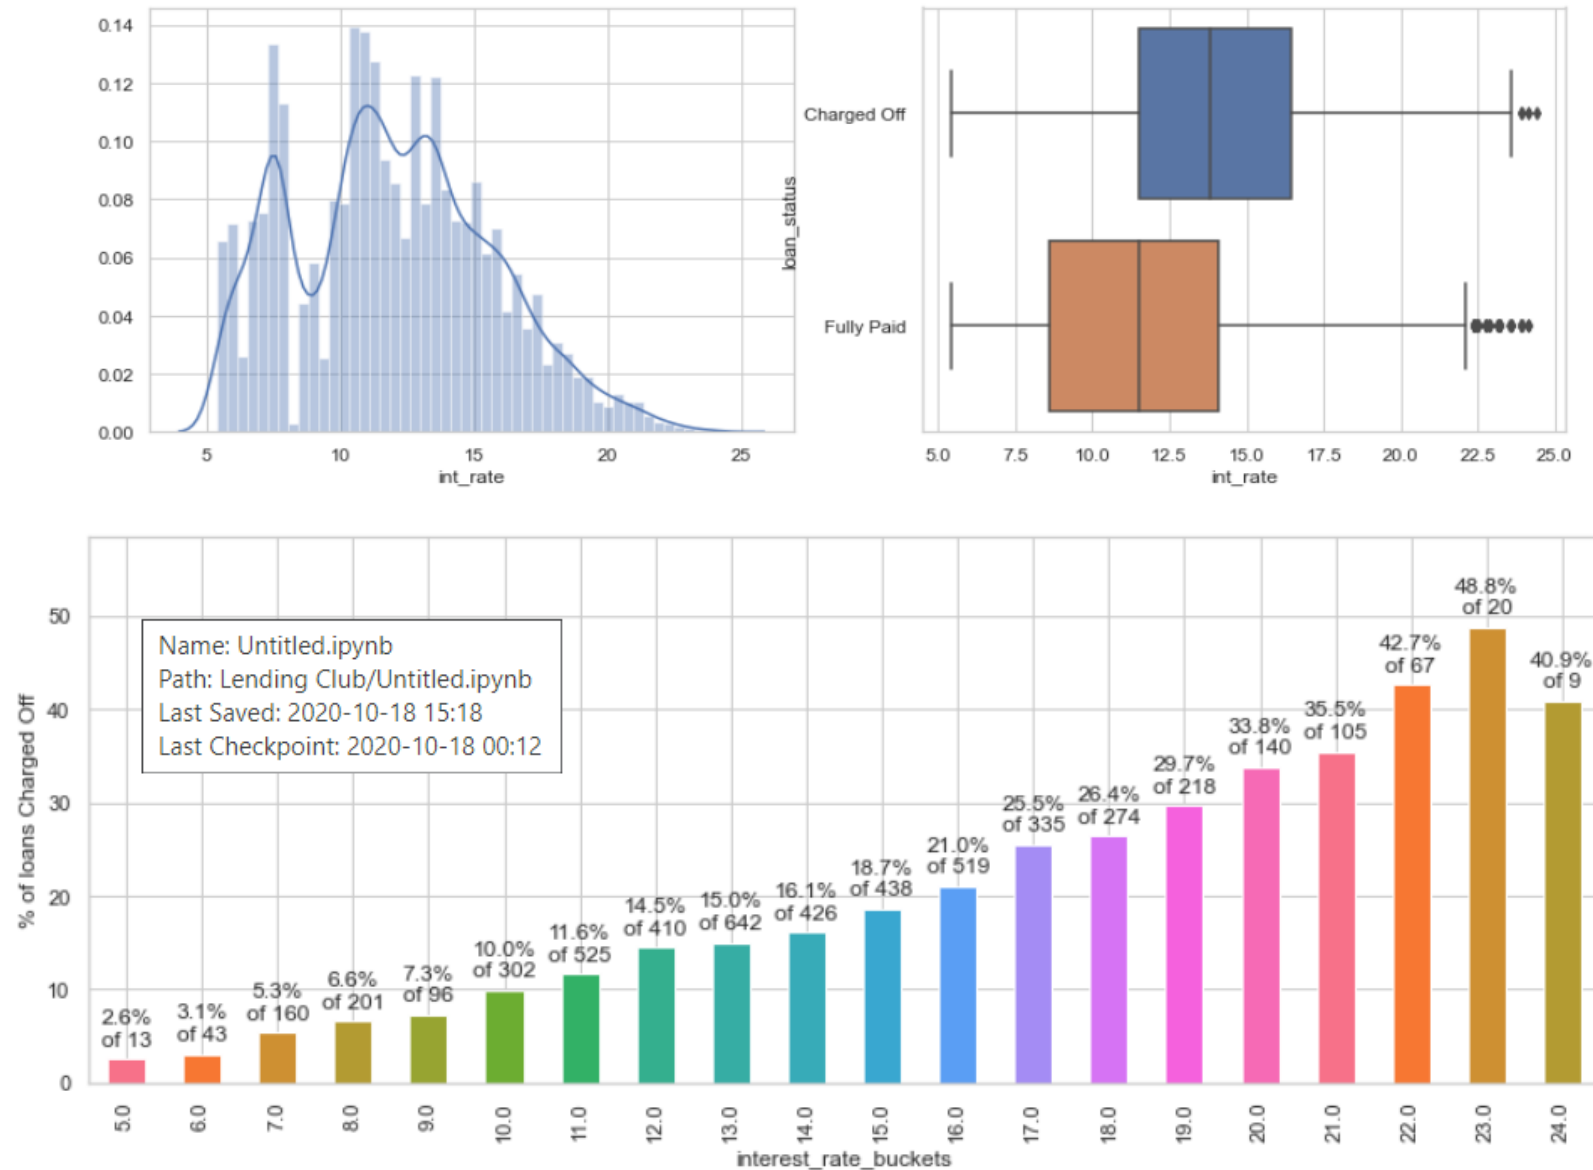 0.14
0.12
0.10
0.08
0.06
0.04
0.02
0.00
5 10 15 20 25
int_rate
loan_status
Charged Off
Fully Paid
5.0 7.5 10.0 12.5 15.0 17.5 20.0 22.5 25.0
int_rate
% of loans Charged Off
50
40
30
20
10
0
Name: Untitled.ipynb
Path: Lending Club/Untitled.ipynb
Last Saved: 2020-10-18 15:18
Last Checkpoint: 2020-10-18 00:12
2.6%
of 13
3.1%
of 43
5.3%
of 160
6.6%
of 201
7.3%
of 96
10.0%
of 302
11.6%
of 525
14.5%
of 410
15.0%
of 642
16.1%
of 426
18.7%
of 438
21.0%
of 519
25.5%
of 335
26.4%
of 274
29.7%
of 218
33.8%
of 140
35.5%
of 105
42.7%
of 67
48.8%
of 20
40.9%
of 9
5.0 6.0 7.0 8.0 9.0 10.0 11.0 12.0 13.0 14.0 15.0 16.0 17.0 18.0 19.0 20.0 21.0 22.0 23.0 24.0
interest_rate_buckets